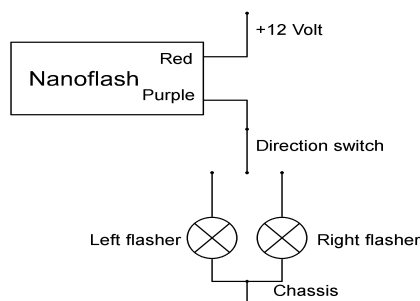 +12 Volt
Red
Nanoflash
Purple
Direction switch
Left flasher
Right flasher
Chassis